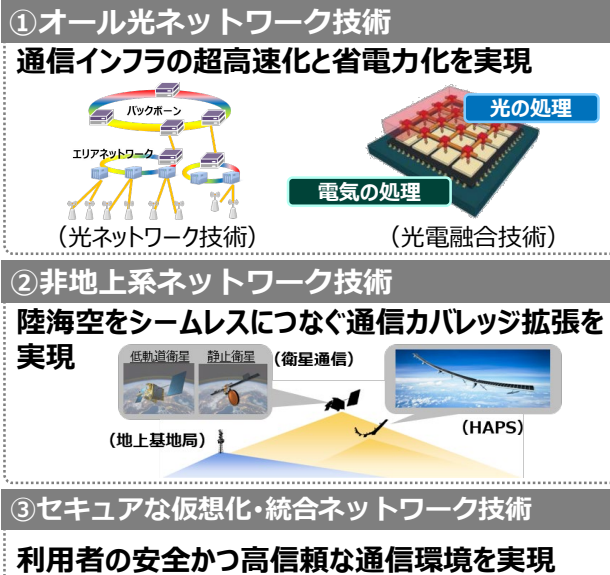 ①オール光ネットワーク技術
通信インフラの超高速化と省電力化を実現
バックボーン
光の処理
エリアネットワーク
電気の処理
（光ネットワーク技術）
（光電融合技術）
②非地上系ネットワーク技術
陸海空をシームレスにつなぐ通信カバレッジ拡張を
実現
低軌道衛星 静止衛星 （衛星通信）
（HAPS）
（地上基地局）
③セキュアな仮想化・統合ネットワーク技術
利用者の安全かつ高信頼な通信環境を実現